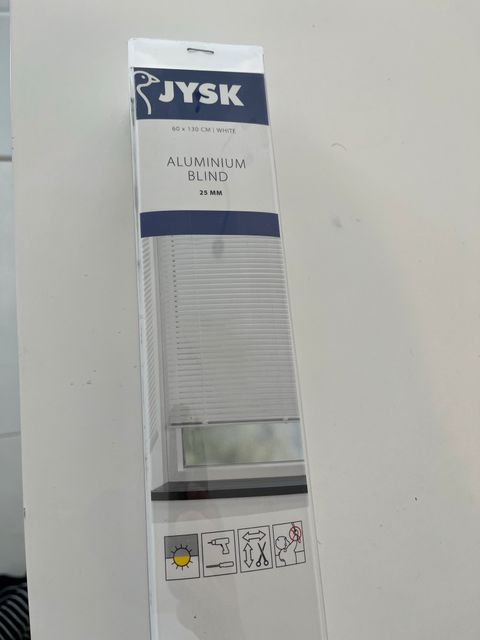 JYSK
60 x 130 CM | WHITE
ALUMINIUM
BLIND
25 MM